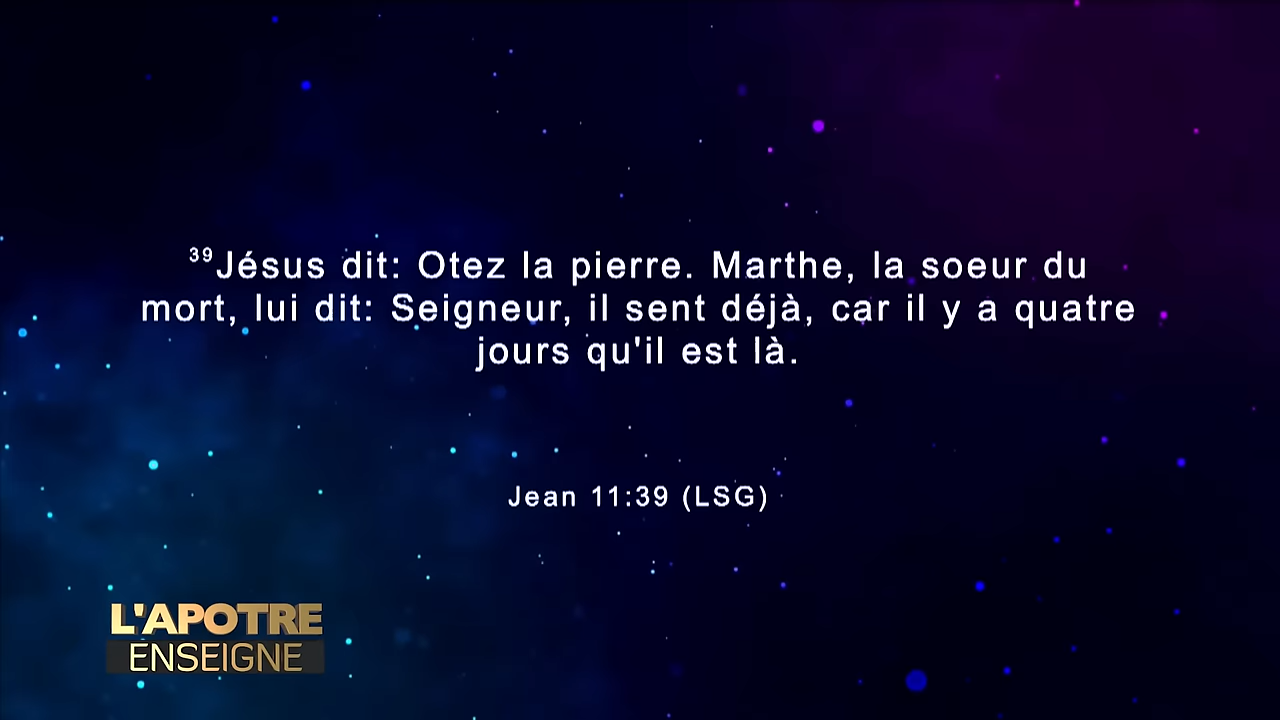 ³⁹Jésus dit: Otez la pierre. Marthe, la soeur du
mort, lui dit: Seigneur, il sent déjà, car il y a quatre
jours qu'il est là.
Jean 11:39 (LSG)
L'APOTRE
ENSEIGNE